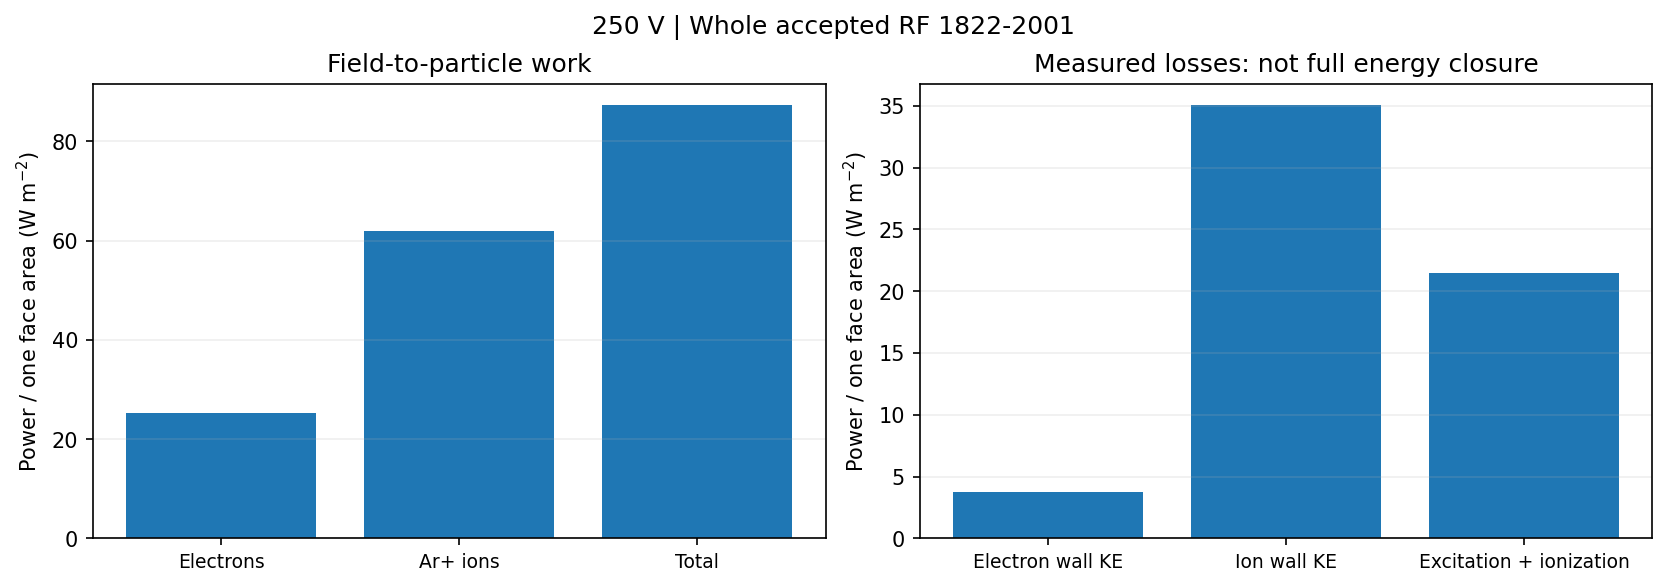 250 V | Whole accepted RF 1822-2001
Field-to-particle work
Power / one face area (W m⁻²)
80
60
40
20
0
Electrons
Ar+ ions
Total
Measured losses: not full energy closure
Power / one face area (W m⁻²)
35
30
25
20
15
10
5
0
Electron wall KE
Ion wall KE
Excitation + ionization